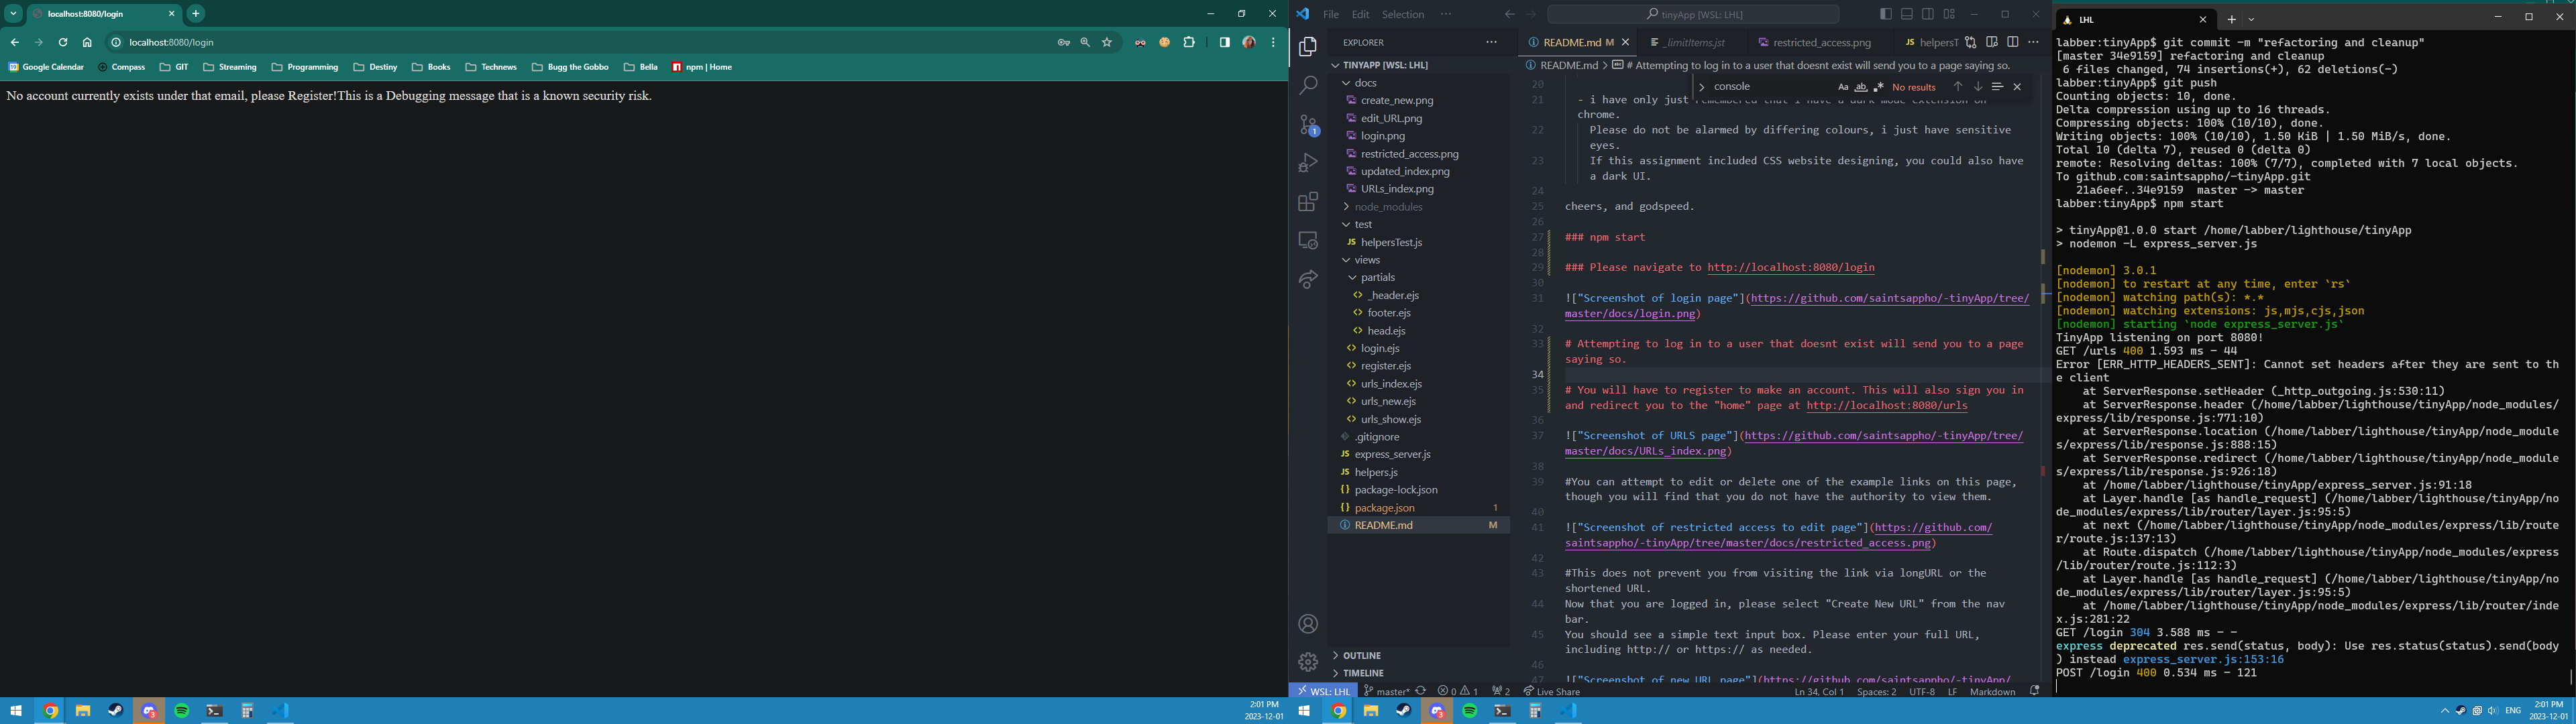 localhost:8080/login
localhost:8080/login
Google Calendar Compass GIT Streaming Programming Destiny Books Technews Bugg the Gobbo Bella npm | Home
No account currently exists under that email, please Register!This is a Debugging message that is a known security risk.
2:01 PM
2023-12-01
File Edit Selection ··· tinyApp [WSL: LHL]
EXPLORER
TINYAPP [WSL: LHL]
docs
create_new.png
edit_URL.png
login.png
restricted_access.png
updated_index.png
URLs_index.png
node_modules
test
JS helpersTest.js
views
partials
<> _header.ejs
<> footer.ejs
<> head.ejs
<> login.ejs
<> register.ejs
<> urls_index.ejs
<> urls_new.ejs
<> urls_show.ejs
.gitignore
JS express_server.js
JS helpers.js
{} package-lock.json
{} package.json 1
README.md M
OUTLINE
TIMELINE
README.md M _limitItems.jst restricted_access.png JS helpersT
README.md > # Attempting to log in to a user that doesnt exist will send you to a page saying so.
console Aa ab .* No results
20
21 - i have only just remembered that i have a dark mode extension on
chrome.
22 Please do not be alarmed by differing colours, i just have sensitive
eyes.
23 If this assignment included CSS website designing, you could also have
a dark UI.
24
25 cheers, and godspeed.
26
27 ### npm start
28
29 ### Please navigate to http://localhost:8080/login
30
31 !["Screenshot of login page"](https://github.com/saintsappho/-tinyApp/tree/
master/docs/login.png)
32
33 # Attempting to log in to a user that doesnt exist will send you to a page
saying so.
34
35 # You will have to register to make an account. This will also sign you in
and redirect you to the "home" page at http://localhost:8080/urls
36
37 !["Screenshot of URLS page"](https://github.com/saintsappho/-tinyApp/tree/
master/docs/URLs_index.png)
38
39 #You can attempt to edit or delete one of the example links on this page,
though you will find that you do not have the authority to view them.
40
41 !["Screenshot of restricted access to edit page"](https://github.com/
saintsappho/-tinyApp/tree/master/docs/restricted_access.png)
42
43 #This does not prevent you from visiting the link via longURL or the
shortened URL.
44 Now that you are logged in, please select "Create New URL" from the nav
bar.
45 You should see a simple text input box. Please enter your full URL,
including http:// or https:// as needed.
46
47 !["Screenshot of new URL page"](https://github.com/saintsappho/-tinyApp/
WSL: LHL master* 0 1 2 Live Share Ln 34, Col 1 Spaces: 2 UTF-8 LF Markdown
LHL
labber:tinyApp$ git commit -m "refactoring and cleanup"
[master 34e9159] refactoring and cleanup
6 files changed, 74 insertions(+), 62 deletions(-)
labber:tinyApp$ git push
Counting objects: 10, done.
Delta compression using up to 16 threads.
Compressing objects: 100% (10/10), done.
Writing objects: 100% (10/10), 1.50 KiB | 1.50 MiB/s, done.
Total 10 (delta 7), reused 0 (delta 0)
remote: Resolving deltas: 100% (7/7), completed with 7 local objects.
To github.com:saintsappho/-tinyApp.git
21a6eef..34e9159 master -> master
labber:tinyApp$ npm start
> tinyApp@1.0.0 start /home/labber/lighthouse/tinyApp
> nodemon -L express_server.js
[nodemon] 3.0.1
[nodemon] to restart at any time, enter `rs`
[nodemon] watching path(s): *.*
[nodemon] watching extensions: js,mjs,cjs,json
[nodemon] starting `node express_server.js`
TinyApp listening on port 8080!
GET /urls 400 1.593 ms - 44
Error [ERR_HTTP_HEADERS_SENT]: Cannot set headers after they are sent to th
e client
at ServerResponse.setHeader (_http_outgoing.js:530:11)
at ServerResponse.header (/home/labber/lighthouse/tinyApp/node_modules/
express/lib/response.js:771:10)
at ServerResponse.location (/home/labber/lighthouse/tinyApp/node_module
s/express/lib/response.js:888:15)
at ServerResponse.redirect (/home/labber/lighthouse/tinyApp/node_module
s/express/lib/response.js:926:18)
at /home/labber/lighthouse/tinyApp/express_server.js:91:18
at Layer.handle [as handle_request] (/home/labber/lighthouse/tinyApp/no
de_modules/express/lib/router/layer.js:95:5)
at next (/home/labber/lighthouse/tinyApp/node_modules/express/lib/route
r/route.js:137:13)
at Route.dispatch (/home/labber/lighthouse/tinyApp/node_modules/express
/lib/router/route.js:112:3)
at Layer.handle [as handle_request] (/home/labber/lighthouse/tinyApp/no
de_modules/express/lib/router/layer.js:95:5)
at /home/labber/lighthouse/tinyApp/node_modules/express/lib/router/inde
x.js:281:22
GET /login 304 3.588 ms - -
express deprecated res.send(status, body): Use res.status(status).send(body
) instead express_server.js:153:16
POST /login 400 0.534 ms - 121
ENG
2:01 PM
2023-12-01